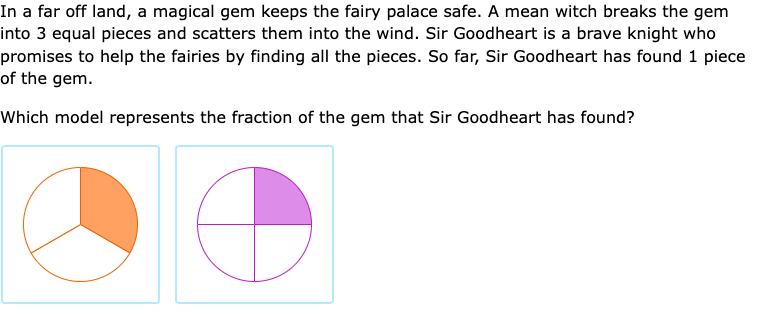 In a far off land, a magical gem keeps the fairy palace safe. A mean witch breaks the gem
into 3 equal pieces and scatters them into the wind. Sir Goodheart is a brave knight who
promises to help the fairies by finding all the pieces. So far, Sir Goodheart has found 1 piece
of the gem.
Which model represents the fraction of the gem that Sir Goodheart has found?